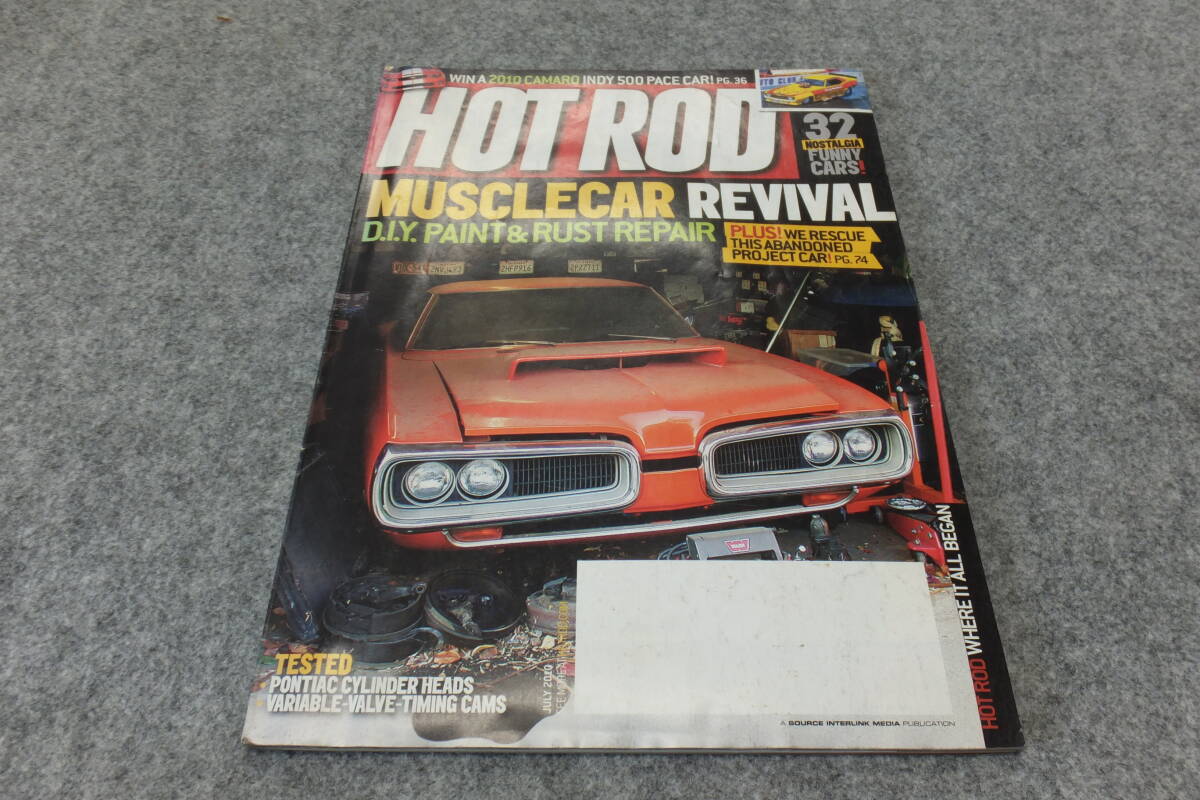 WIN A 2010 CAMARO INDY 500 PACE CAR! PG. 36
HOT ROD
32
NOSTALGIA
FUNNY
CARS!
MUSCLECAR REVIVAL
D.I.Y. PAINT & RUST REPAIR
PLUS! WE RESCUE
THIS ABANDONED
PROJECT CAR! PG. 74
2HFP916
WARN
TESTED
PONTIAC CYLINDER HEADS
VARIABLE-VALVE-TIMING CAMS
JULY 2010
A SOURCE INTERLINK MEDIA PUBLICATION
HOT ROD WHERE IT ALL BEGAN